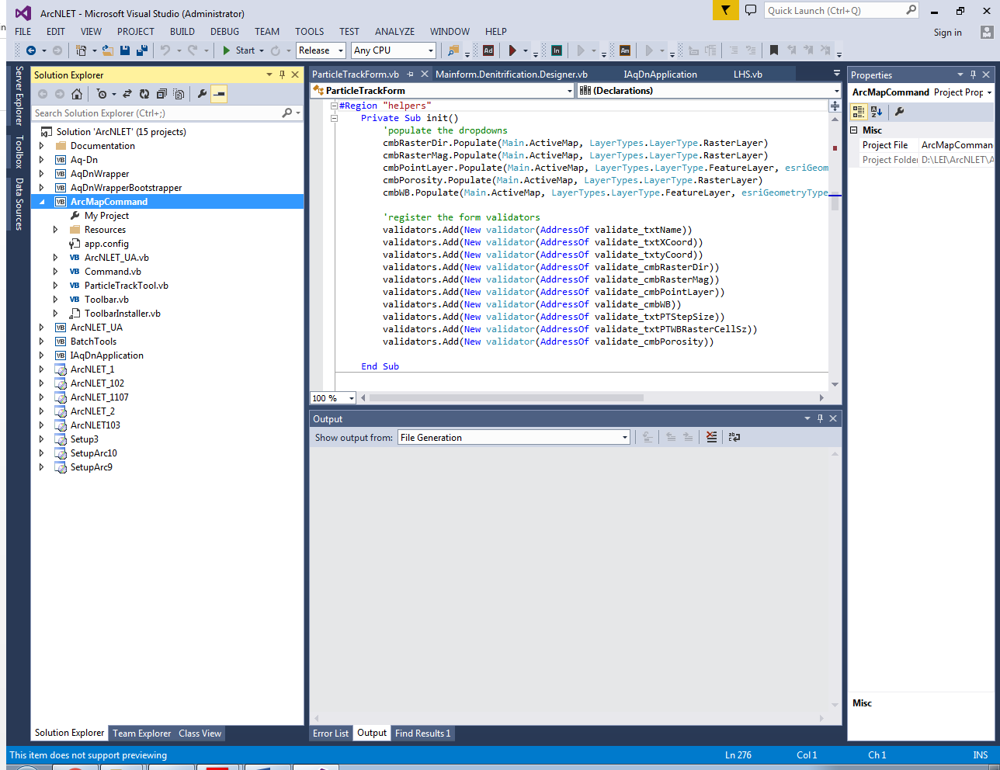 ArcNLET - Microsoft Visual Studio (Administrator)
Quick Launch (Ctrl+Q)
FILE EDIT VIEW PROJECT BUILD DEBUG TEAM TOOLS TEST ANALYZE WINDOW HELP
Sign in
Start Release Any CPU Ad In Am
Server Explorer
Toolbox
Data Sources
Solution Explorer
Search Solution Explorer (Ctrl+;)
Solution 'ArcNLET' (15 projects)
Documentation
Aq-Dn
AqDnWrapper
AqDnWrapperBootstrapper
ArcMapCommand
My Project
Resources
app.config
ArcNLET_UA.vb
Command.vb
ParticleTrackTool.vb
Toolbar.vb
ToolbarInstaller.vb
ArcNLET_UA
BatchTools
IAqDnApplication
ArcNLET_1
ArcNLET_102
ArcNLET_1107
ArcNLET_2
ArcNLET103
Setup3
SetupArc10
SetupArc9
Solution Explorer Team Explorer Class View
ParticleTrackForm.vb Mainform.Denitrification.Designer.vb IAqDnApplication LHS.vb
ParticleTrackForm (Declarations)
#Region "helpers"
Private Sub init()
'populate the dropdowns
cmbRasterDir.Populate(Main.ActiveMap, LayerTypes.LayerType.RasterLayer)
cmbRasterMag.Populate(Main.ActiveMap, LayerTypes.LayerType.RasterLayer)
cmbPointLayer.Populate(Main.ActiveMap, LayerTypes.LayerType.FeatureLayer, esriGeom
cmbPorosity.Populate(Main.ActiveMap, LayerTypes.LayerType.RasterLayer)
cmbWB.Populate(Main.ActiveMap, LayerTypes.LayerType.FeatureLayer, esriGeometryType
'register the form validators
validators.Add(New validator(AddressOf validate_txtName))
validators.Add(New validator(AddressOf validate_txtXCoord))
validators.Add(New validator(AddressOf validate_txtyCoord))
validators.Add(New validator(AddressOf validate_cmbRasterDir))
validators.Add(New validator(AddressOf validate_cmbRasterMag))
validators.Add(New validator(AddressOf validate_cmbPointLayer))
validators.Add(New validator(AddressOf validate_cmbWB))
validators.Add(New validator(AddressOf validate_txtPTStepSize))
validators.Add(New validator(AddressOf validate_txtPTWBRasterCellSz))
validators.Add(New validator(AddressOf validate_cmbPorosity))
End Sub
100 %
Output
Show output from: File Generation
Error List Output Find Results 1
Properties
ArcMapCommand Project Prop
Misc
Project File ArcMapComman
Project Folder D:\LEI\ArcNLET\A
Misc
This item does not support previewing
Ln 276 Col 1 Ch 1 INS